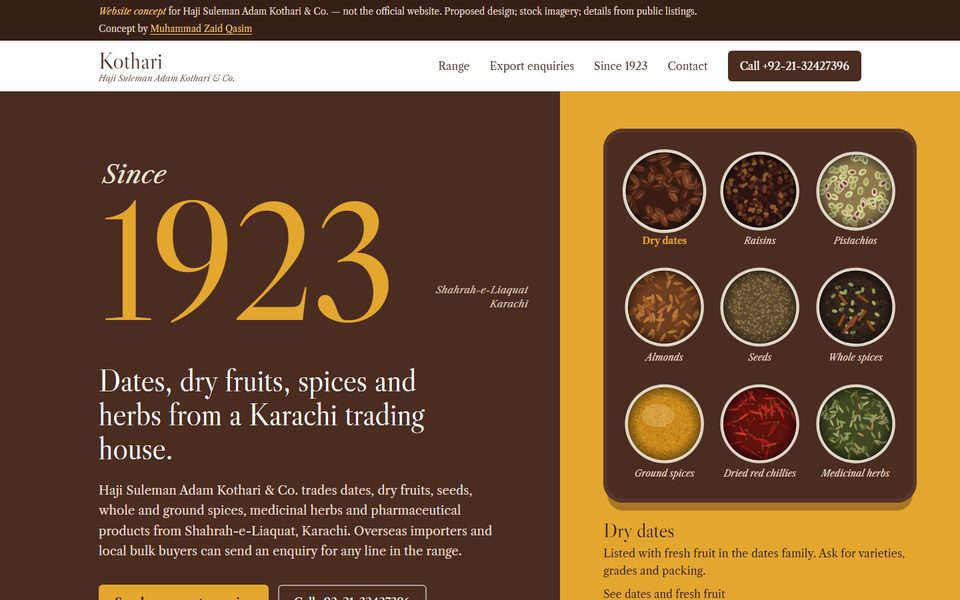 Website concept for Haji Suleman Adam Kothari & Co. — not the official website. Proposed design; stock imagery; details from public listings.
Concept by Muhammad Zaid Qasim
Kothari
Haji Suleman Adam Kothari & Co.
Range
Export enquiries
Since 1923
Contact
Call +92-21-32427396
Since
1923
Shahrah-e-Liaquat
Karachi
Dates, dry fruits, spices and
herbs from a Karachi trading
house.
Haji Suleman Adam Kothari & Co. trades dates, dry fruits, seeds,
whole and ground spices, medicinal herbs and pharmaceutical
products from Shahrah-e-Liaquat, Karachi. Overseas importers and
local bulk buyers can send an enquiry for any line in the range.
Dry dates
Raisins
Pistachios
Almonds
Seeds
Whole spices
Ground spices
Dried red chillies
Medicinal herbs
Dry dates
Listed with fresh fruit in the dates family. Ask for varieties,
grades and packing.
See dates and fresh fruit